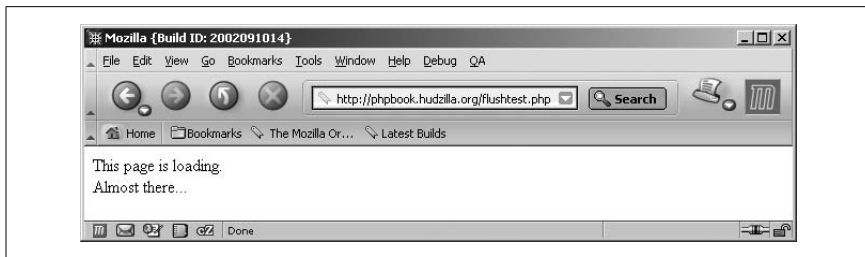 Mozilla {Build ID: 2002091014}
File Edit View Go Bookmarks Tools Window Help Debug QA
http://phpbook.hudzilla.org/flushtest.php Search
Home Bookmarks The Mozilla Or... Latest Builds
This page is loading.
Almost there...
Done